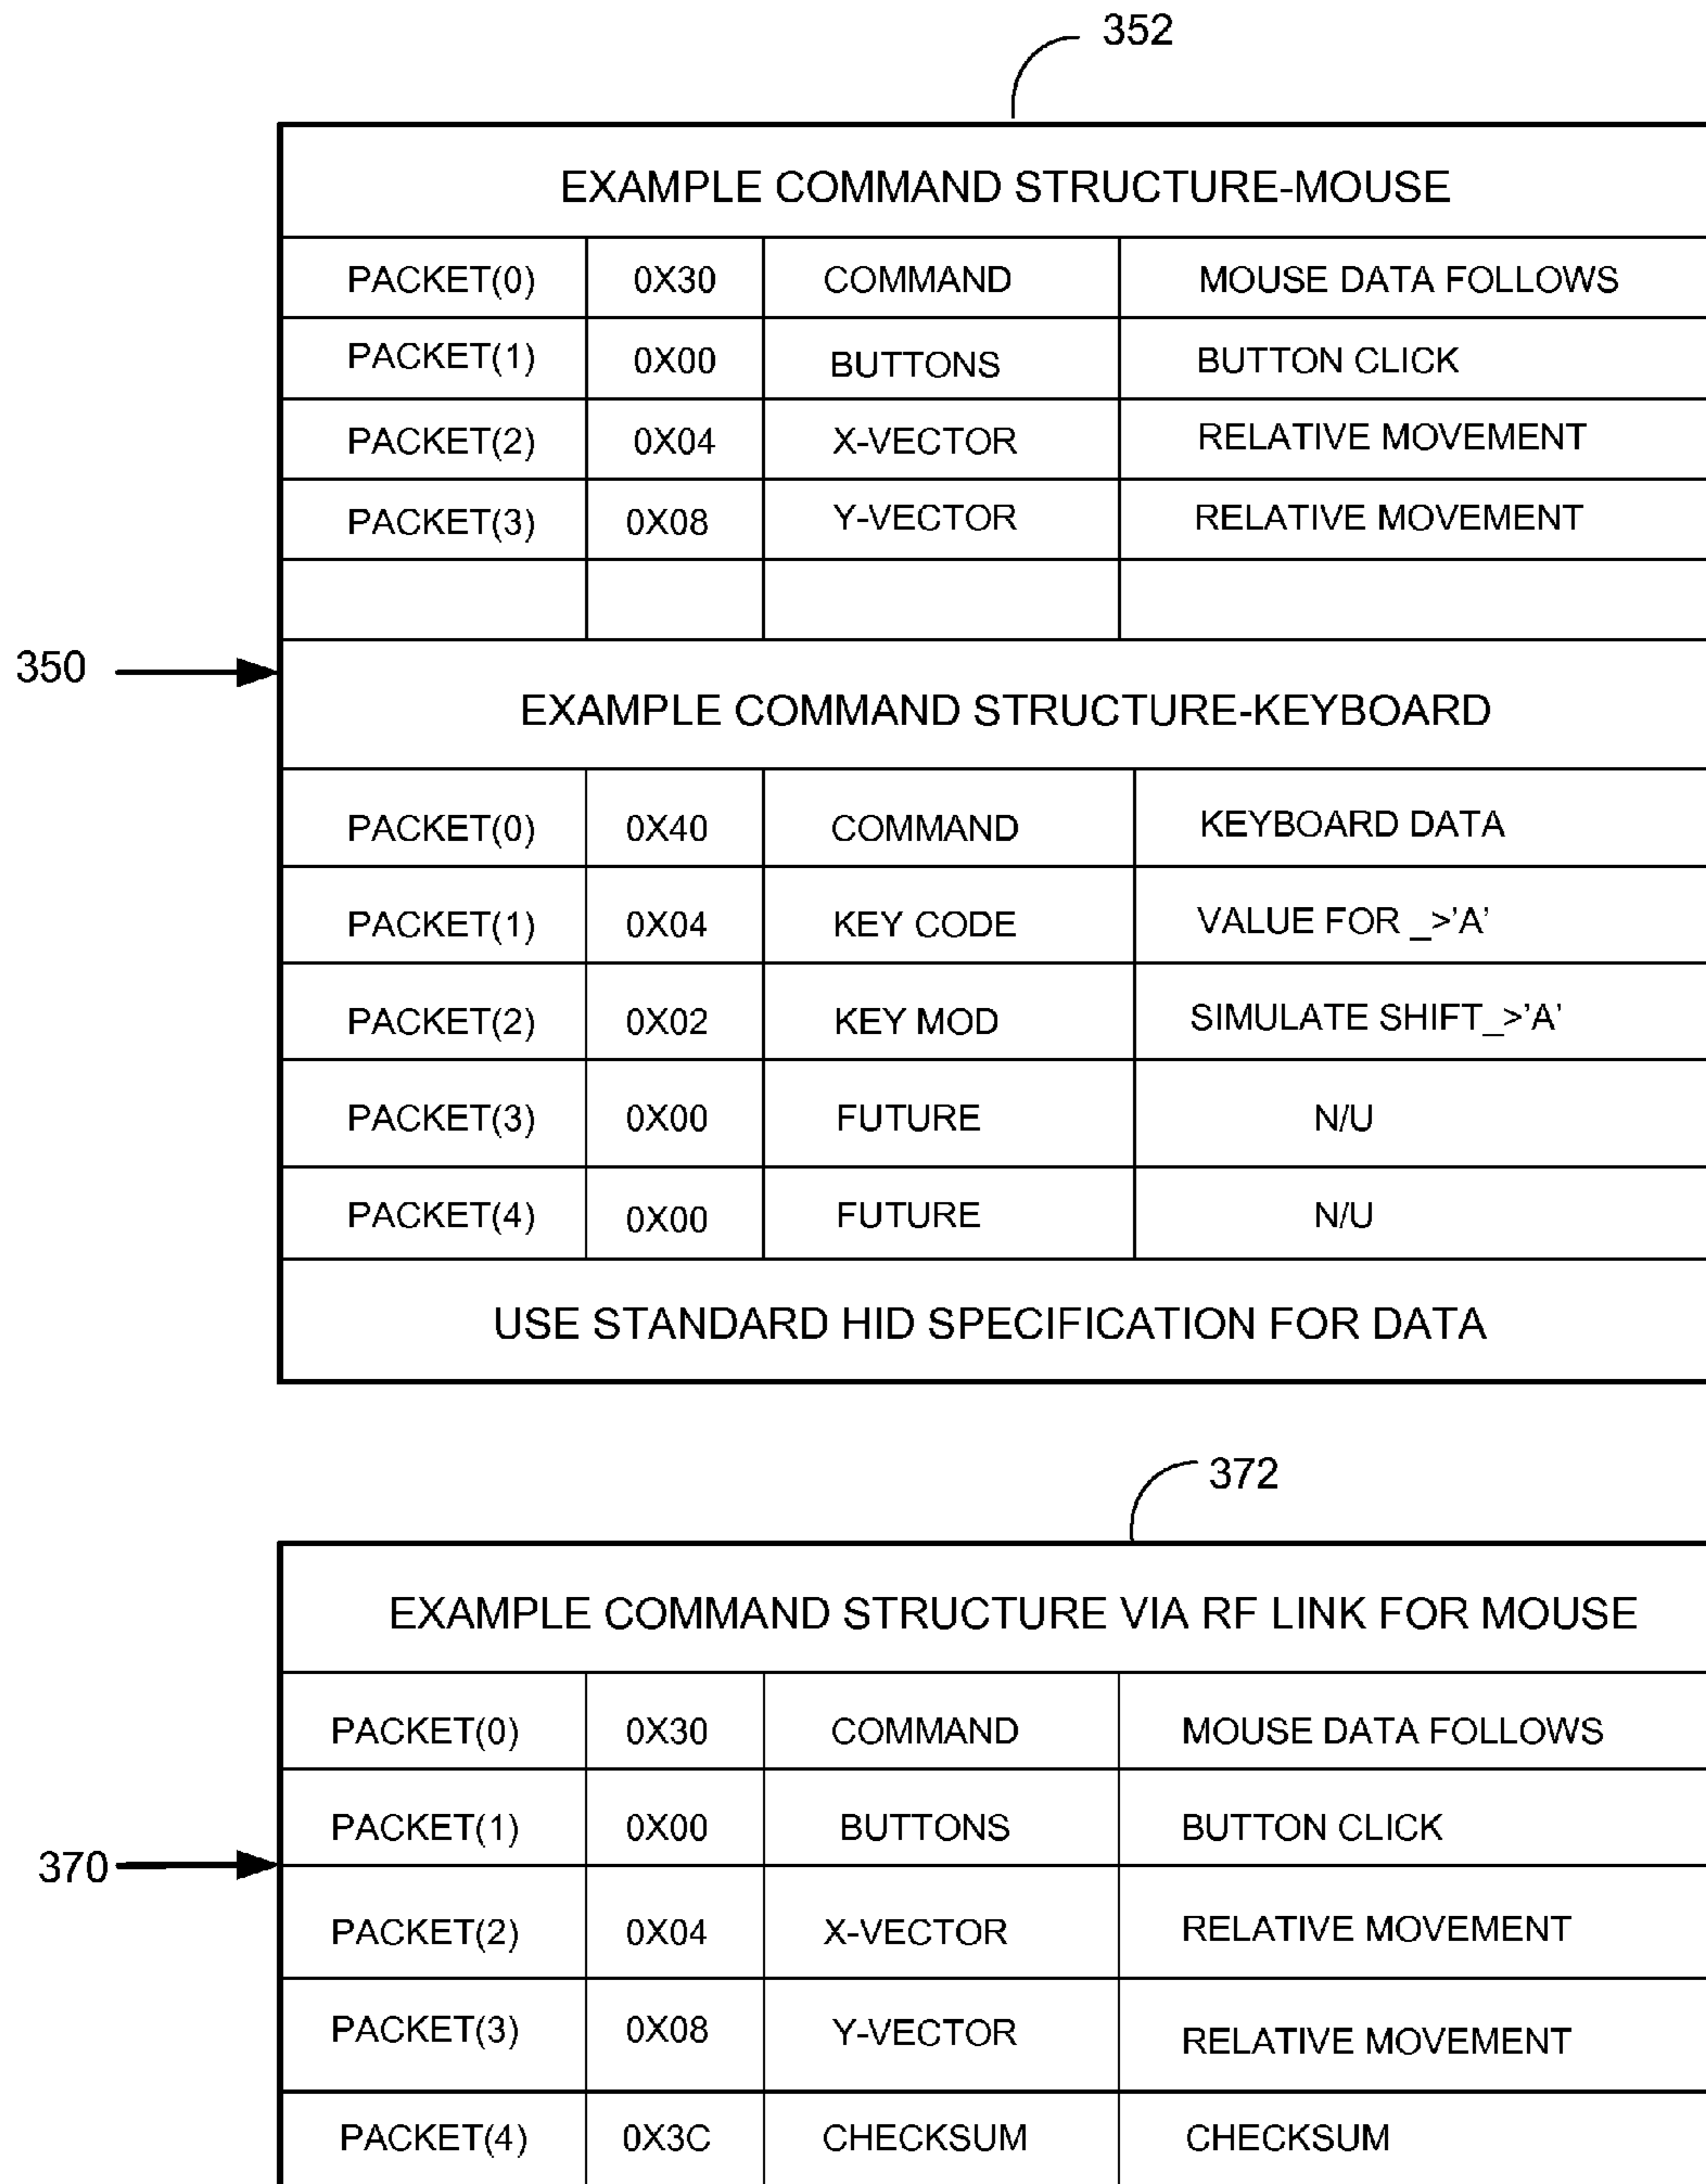 352
EXAMPLE COMMAND STRUCTURE-MOUSE
PACKET(0) 0X30 COMMAND MOUSE DATA FOLLOWS
PACKET(1) 0X00 BUTTONS BUTTON CLICK
PACKET(2) 0X04 X-VECTOR RELATIVE MOVEMENT
PACKET(3) 0X08 Y-VECTOR RELATIVE MOVEMENT
350
EXAMPLE COMMAND STRUCTURE-KEYBOARD
PACKET(0) 0X40 COMMAND KEYBOARD DATA
PACKET(1) 0X04 KEY CODE VALUE FOR _>'A'
PACKET(2) 0X02 KEY MOD SIMULATE SHIFT_>'A'
PACKET(3) 0X00 FUTURE N/U
PACKET(4) 0X00 FUTURE N/U
USE STANDARD HID SPECIFICATION FOR DATA
372
EXAMPLE COMMAND STRUCTURE VIA RF LINK FOR MOUSE
PACKET(0) 0X30 COMMAND MOUSE DATA FOLLOWS
PACKET(1) 0X00 BUTTONS BUTTON CLICK
370
PACKET(2) 0X04 X-VECTOR RELATIVE MOVEMENT
PACKET(3) 0X08 Y-VECTOR RELATIVE MOVEMENT
PACKET(4) 0X3C CHECKSUM CHECKSUM